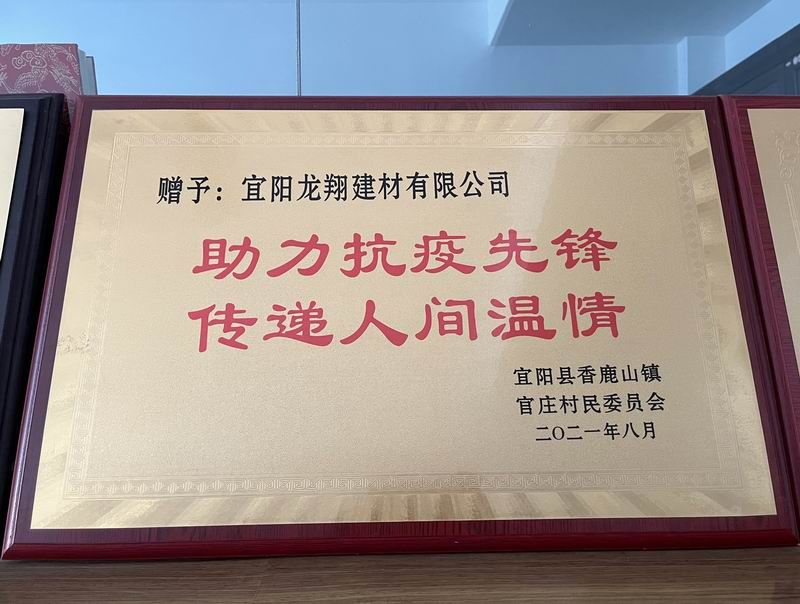 赠予：宜阳龙翔建材有限公司
助力抗疫先锋
传递人间温情
宜阳县香鹿山镇
官庄村民委员会
二〇二一年八月